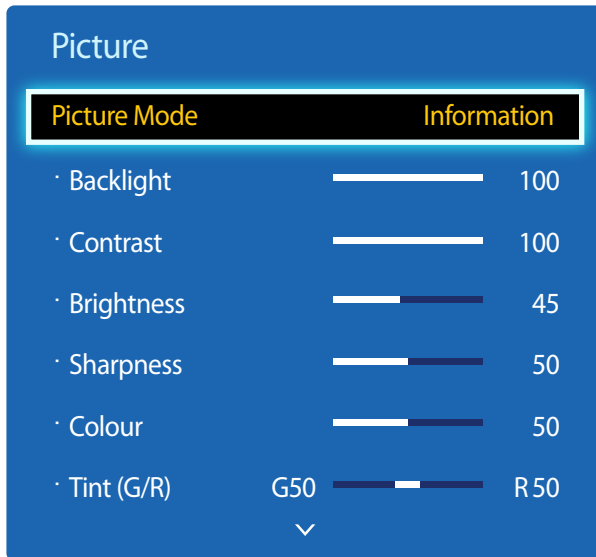 Picture
Picture Mode Information
· Backlight 100
· Contrast 100
· Brightness 45
· Sharpness 50
· Colour 50
· Tint (G/R) G50 R50